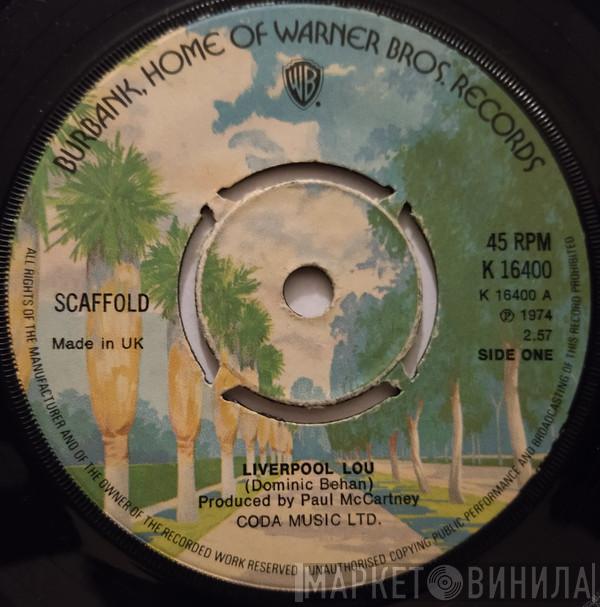 BURBANK, HOME OF WARNER BROS. RECORDS
WB
SCAFFOLD
Made in UK
45 RPM
K 16400
K 16400 A
℗ 1974
2.57
SIDE ONE
LIVERPOOL LOU
(Dominic Behan)
Produced by Paul McCartney
CODA MUSIC LTD.
ALL RIGHTS OF THE MANUFACTURER AND OF THE OWNER OF THE RECORDED WORK RESERVED · UNAUTHORISED COPYING PUBLIC PERFORMANCE AND BROADCASTING OF THIS RECORD PROHIBITED
МАРКЕТ ВИНИЛА!